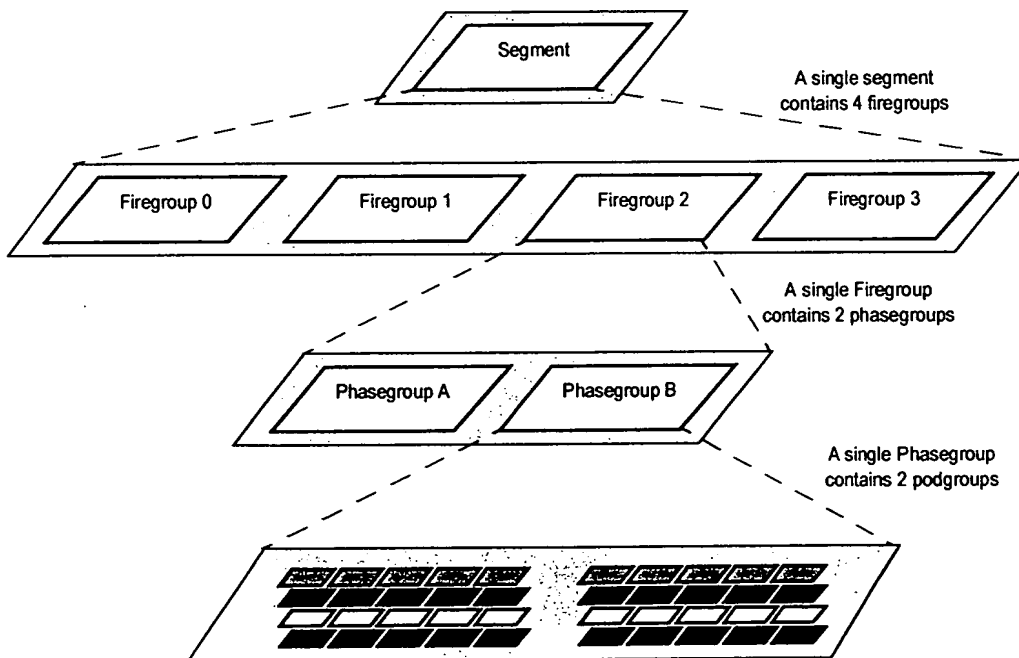 Segment
A single segment
contains 4 firegroups
Firegroup 0
Firegroup 1
Firegroup 2
Firegroup 3
A single Firegroup
contains 2 phasegroups
Phasegroup A
Phasegroup B
A single Phasegroup
contains 2 podgroups